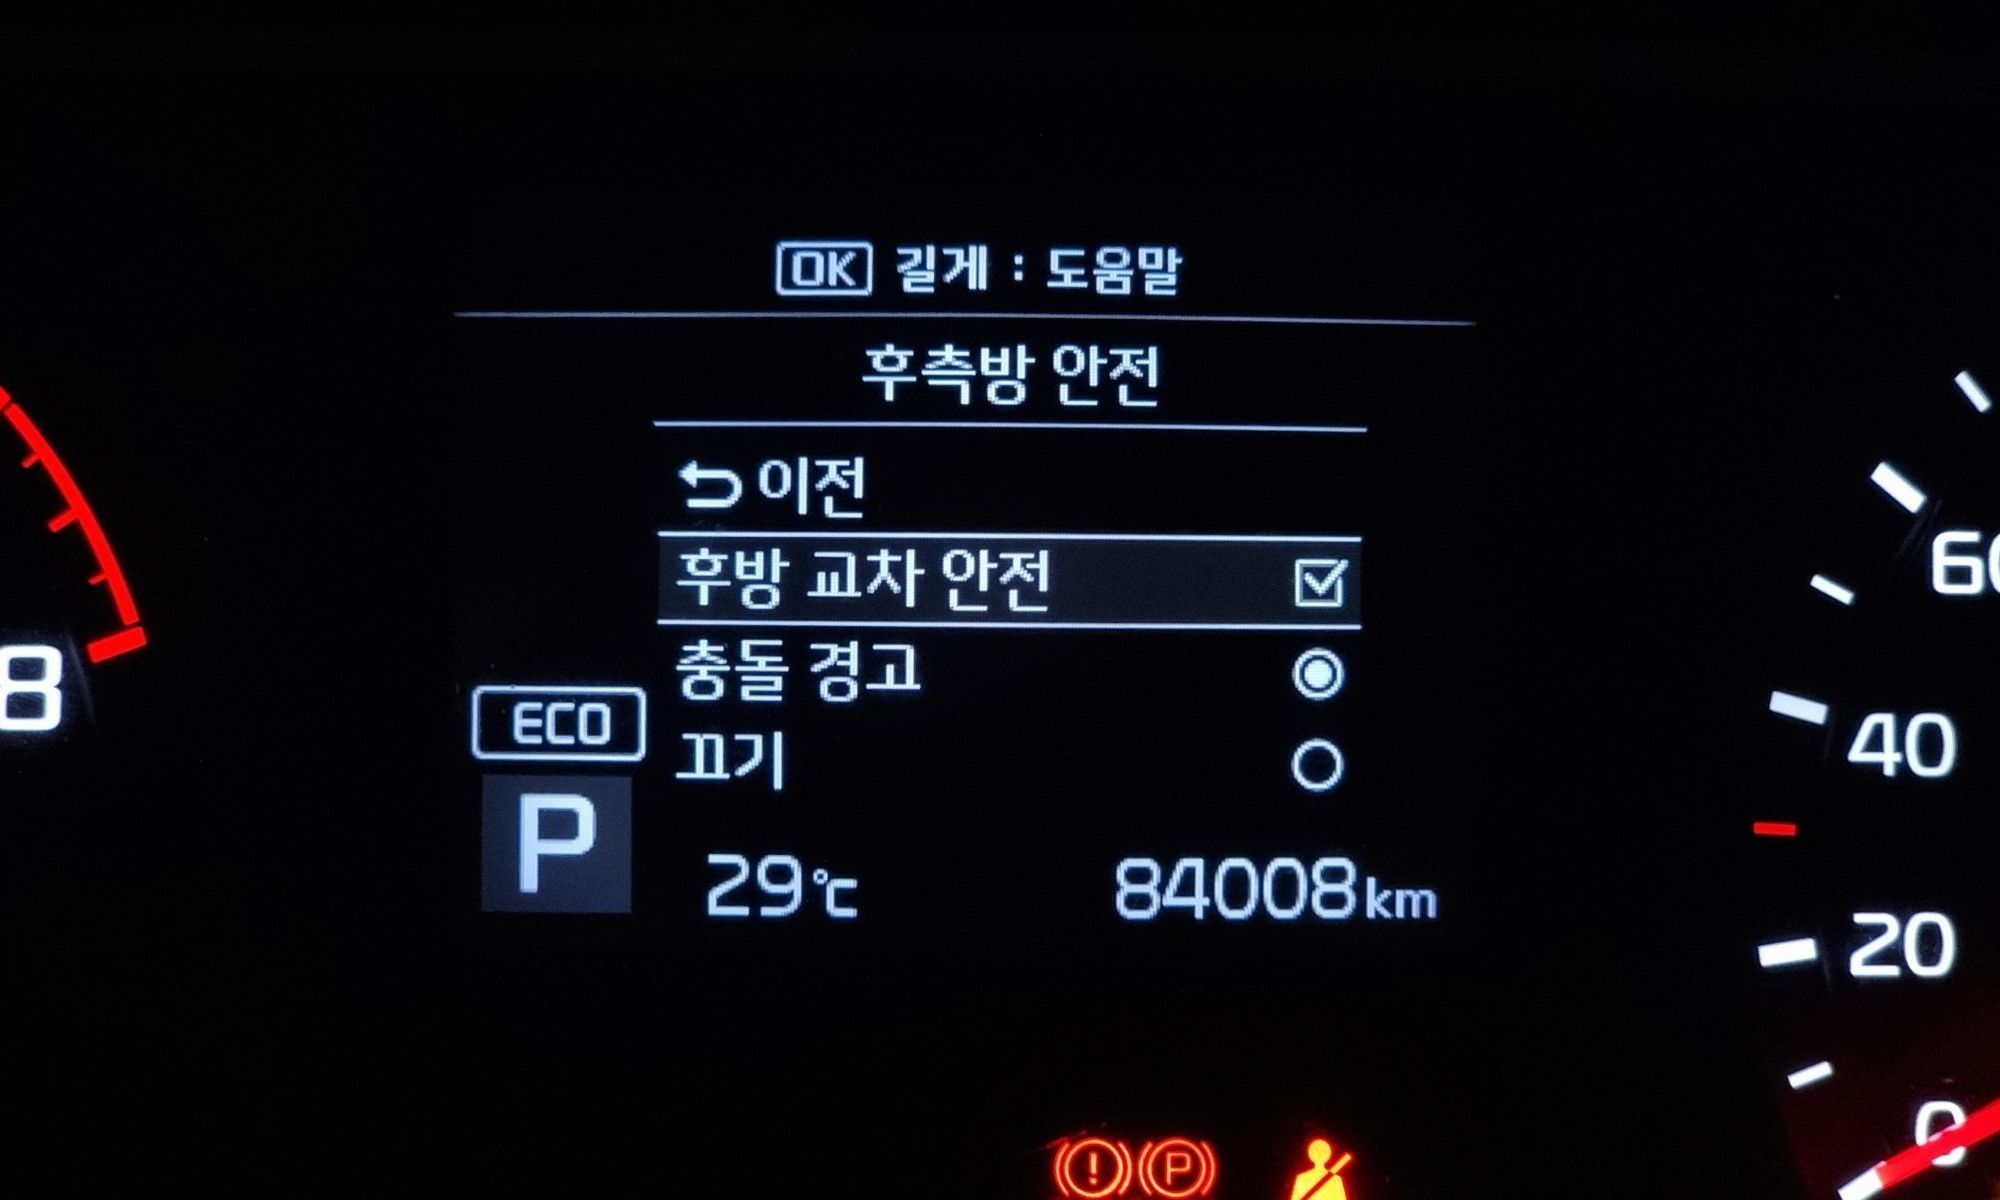 OK 길게 : 도움말
후측방 안전
이전
후방 교차 안전
충돌 경고
끄기
ECO
P
29℃ 84008km
8
60
40
20
0
! P